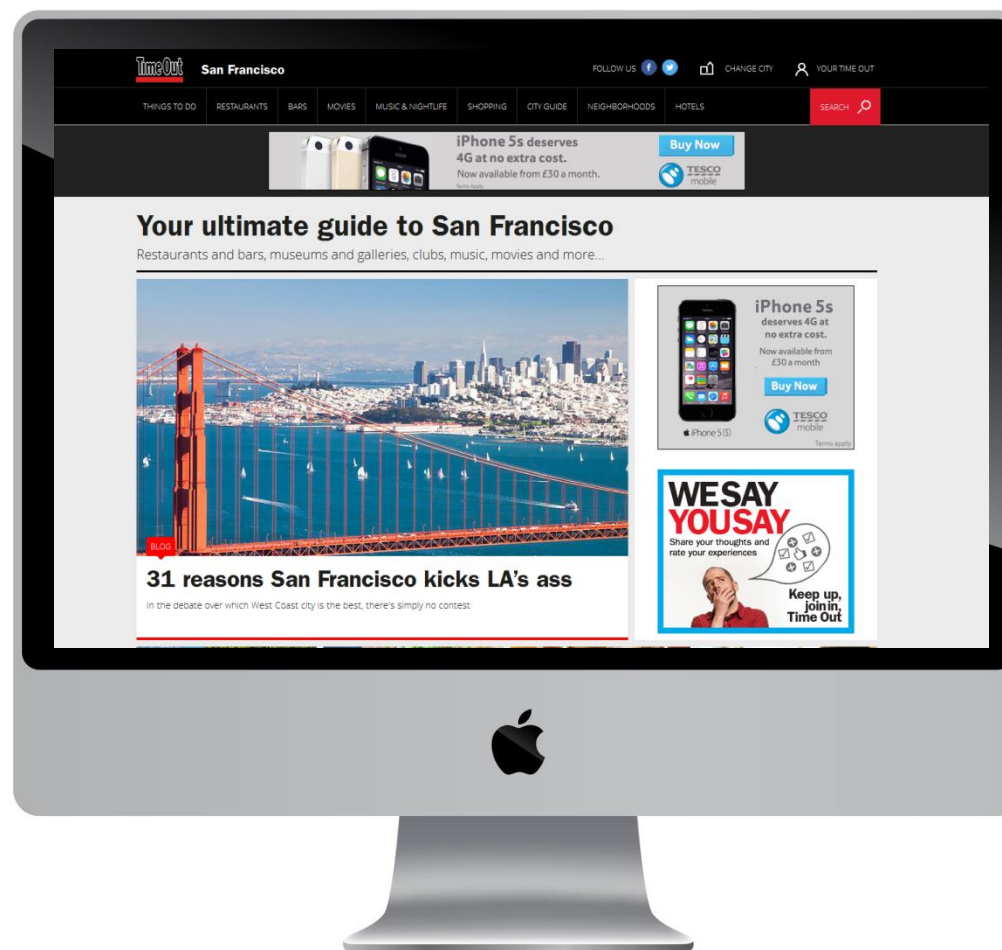 TimeOut San Francisco
FOLLOW US f CHANGE CITY YOUR TIME OUT
THINGS TO DO RESTAURANTS BARS MOVIES MUSIC & NIGHTLIFE SHOPPING CITY GUIDE NEIGHBORHOODS HOTELS SEARCH
iPhone 5s deserves
4G at no extra cost.
Now available from £30 a month.
Terms Apply
Buy Now
TESCO
mobile
Your ultimate guide to San Francisco
Restaurants and bars, museums and galleries, clubs, music, movies and more...
BLOG
31 reasons San Francisco kicks LA's ass
In the debate over which West Coast city is the best, there's simply no contest
iPhone 5s
deserves 4G at
no extra cost.
Now available from
£30 a month
Buy Now
TESCO
mobile
iPhone 5s
Terms apply
WE SAY
YOU SAY
Share your thoughts and
rate your experiences
Keep up,
join in,
Time Out